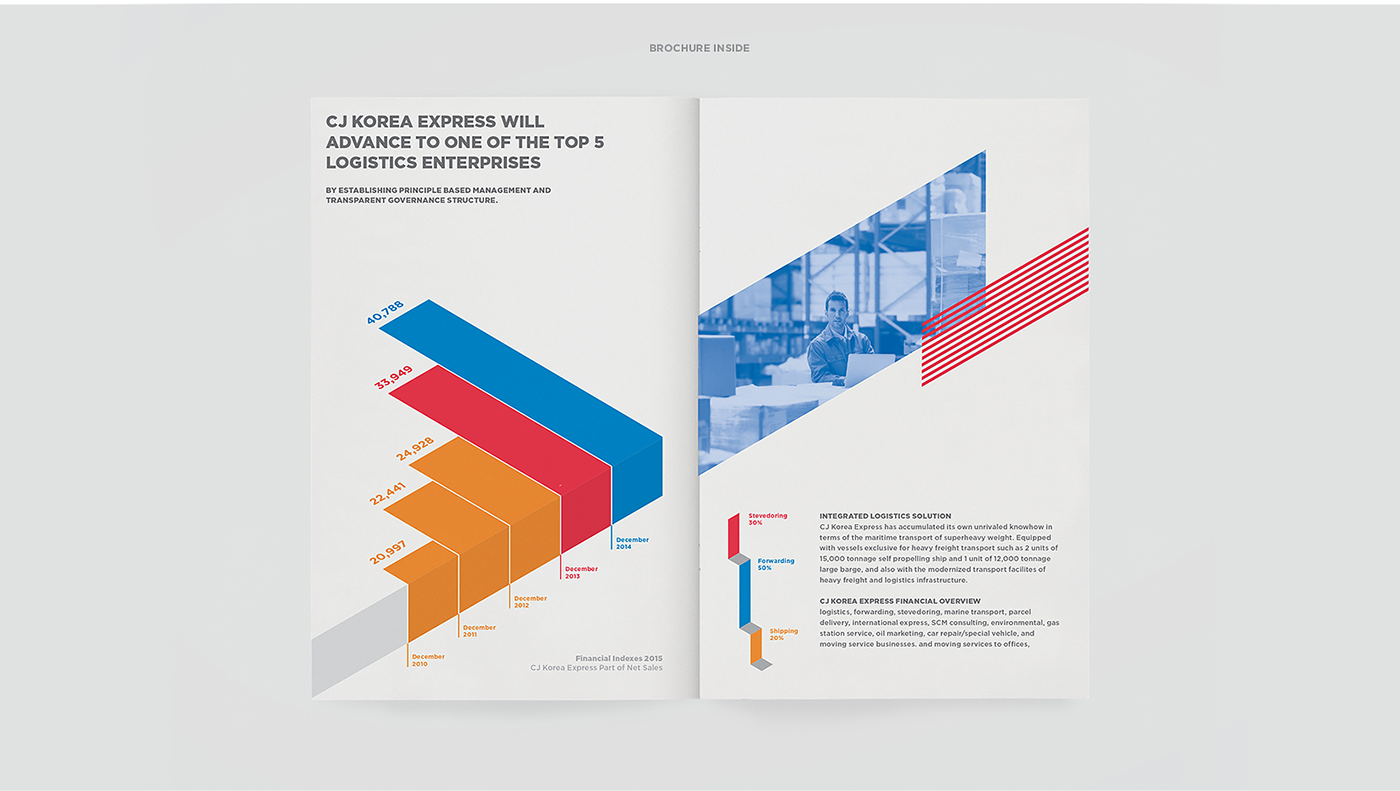 BROCHURE INSIDE
CJ KOREA EXPRESS WILL
ADVANCE TO ONE OF THE TOP 5
LOGISTICS ENTERPRISES
BY ESTABLISHING PRINCIPLE BASED MANAGEMENT AND
TRANSPARENT GOVERNANCE STRUCTURE.
40,788
33,949
24,928
22,441
20,997
December
2014
December
2013
December
2012
December
2011
December
2010
Financial Indexes 2015
CJ Korea Express Part of Net Sales
Stevedoring
30%
Forwarding
50%
Shipping
20%
INTEGRATED LOGISTICS SOLUTION
CJ Korea Express has accumulated its own unrivaled knowhow in
terms of the maritime transport of superheavy weight. Equipped
with vessels exclusive for heavy freight transport such as 2 units of
15,000 tonnage self propelling ship and 1 unit of 12,000 tonnage
large barge, and also with the modernized transport facilites of
heavy freight and logistics infrastructure.
CJ KOREA EXPRESS FINANCIAL OVERVIEW
logistics, forwarding, stevedoring, marine transport, parcel
delivery, international express, SCM consulting, environmental, gas
station service, oil marketing, car repair/special vehicle, and
moving service businesses. and moving services to offices,